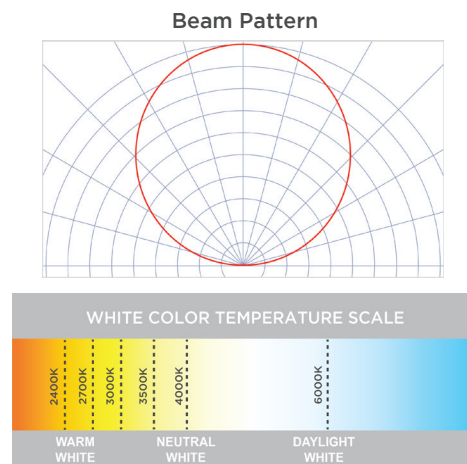 Beam Pattern
WHITE COLOR TEMPERATURE SCALE
2400K
2700K
3000K
3500K
4000K
6000K
WARM
WHITE
NEUTRAL
WHITE
DAYLIGHT
WHITE